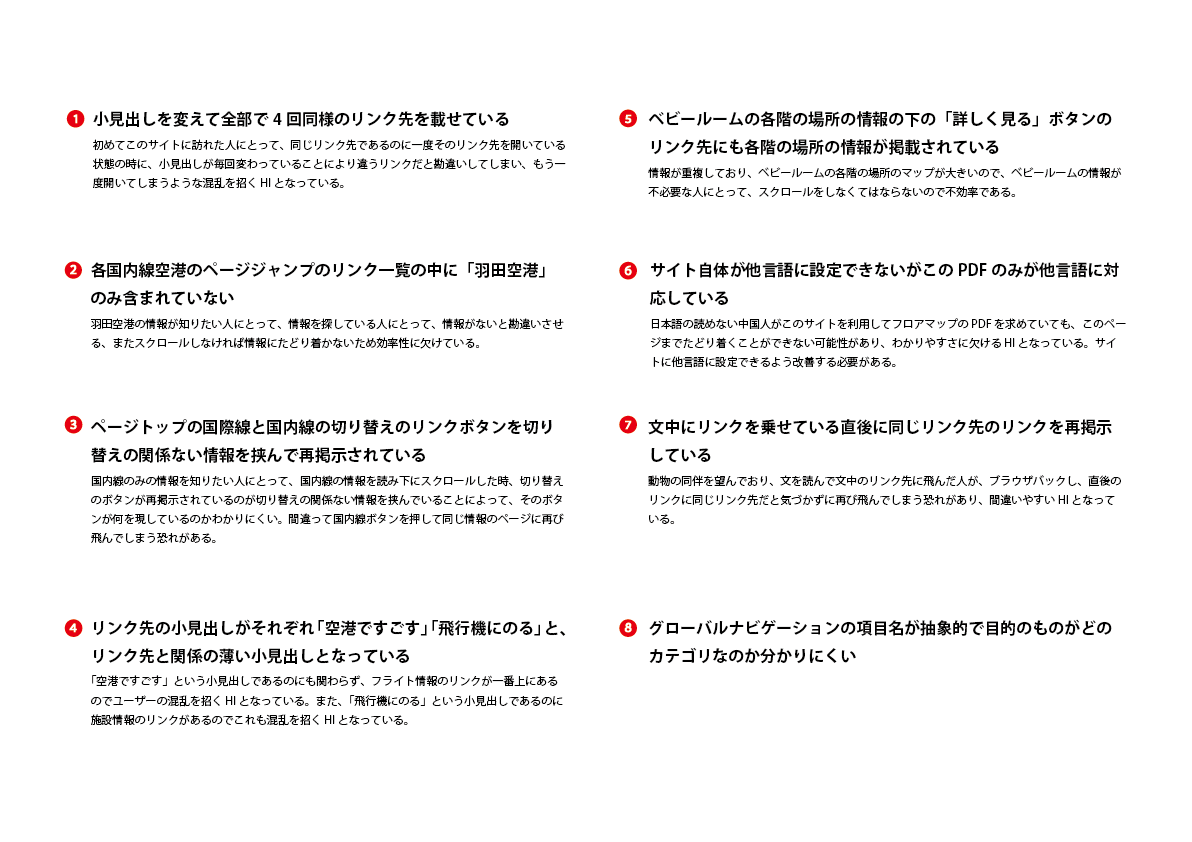 1 小見出しを変えて全部で 4 回同様のリンク先を載せている
初めてこのサイトに訪れた人にとって、同じリンク先であるのに一度そのリンク先を開いている
状態の時に、小見出しが毎回変わっていることにより違うリンクだと勘違いしてしまい、もう一
度開いてしまうような混乱を招く HI となっている。
2 各国内線空港のページジャンプのリンク一覧の中に「羽田空港」
のみ含まれていない
羽田空港の情報が知りたい人にとって、情報を探している人にとって、情報がないと勘違いさせ
る、またスクロールしなければ情報にたどり着かないため効率性に欠けている。
3 ページトップの国際線と国内線の切り替えのリンクボタンを切り
替えの関係ない情報を挟んで再掲示されている
国内線のみの情報を知りたい人にとって、国内線の情報を読み下にスクロールした時、切り替え
のボタンが再掲示されているのが切り替えの関係ない情報を挟んでいることによって、そのボタ
ンが何を現しているのかわかりにくい。間違って国内線ボタンを押して同じ情報のページに再び
飛んでしまう恐れがある。
4 リンク先の小見出しがそれぞれ「空港ですごす」「飛行機にのる」と、
リンク先と関係の薄い小見出しとなっている
「空港ですごす」という小見出しであるのにも関わらず、フライト情報のリンクが一番上にある
のでユーザーの混乱を招く HI となっている。また、「飛行機にのる」という小見出しであるのに
施設情報のリンクがあるのでこれも混乱を招く HI となっている。
5 ベビールームの各階の場所の情報の下の「詳しく見る」ボタンの
リンク先にも各階の場所の情報が掲載されている
情報が重複しており、ベビールームの各階の場所のマップが大きいので、ベビールームの情報が
不必要な人にとって、スクロールをしなくてはならないので不効率である。
6 サイト自体が他言語に設定できないがこの PDF のみが他言語に対
応している
日本語の読めない中国人がこのサイトを利用してフロアマップの PDF を求めていても、このペー
ジまでたどり着くことができない可能性があり、わかりやすさに欠ける HI となっている。サイ
トに他言語に設定できるよう改善する必要がある。
7 文中にリンクを乗せている直後に同じリンク先のリンクを再掲示
している
動物の同伴を望んでおり、文を読んで文中のリンク先に飛んだ人が、ブラウザバックし、直後の
リンクに同じリンク先だと気づかずに再び飛んでしまう恐れがあり、間違いやすい HI となって
いる。
8 グローバルナビゲーションの項目名が抽象的で目的のものがどの
カテゴリなのか分かりにくい